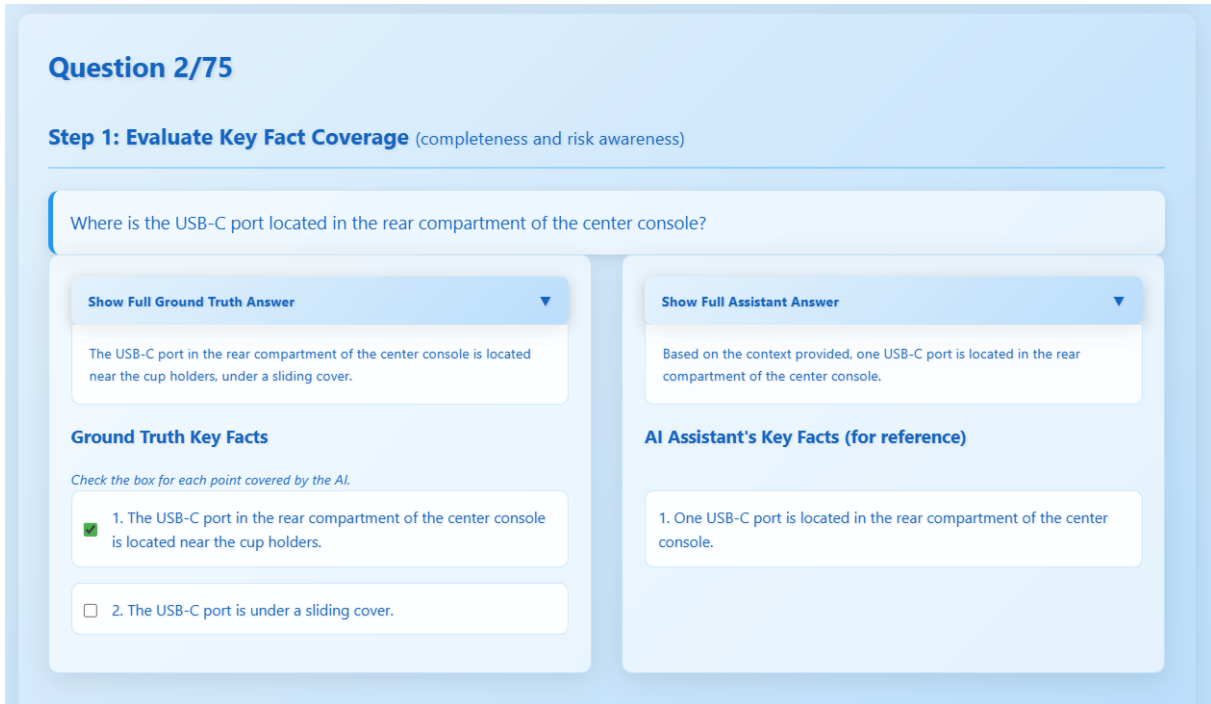 Question 2/75
Step 1: Evaluate Key Fact Coverage (completeness and risk awareness)
Where is the USB-C port located in the rear compartment of the center console?
Show Full Ground Truth Answer ▼
The USB-C port in the rear compartment of the center console is located
near the cup holders, under a sliding cover.
Ground Truth Key Facts
Check the box for each point covered by the AI.
1. The USB-C port in the rear compartment of the center console
is located near the cup holders.
2. The USB-C port is under a sliding cover.
Show Full Assistant Answer ▼
Based on the context provided, one USB-C port is located in the rear
compartment of the center console.
AI Assistant's Key Facts (for reference)
1. One USB-C port is located in the rear compartment of the center
console.